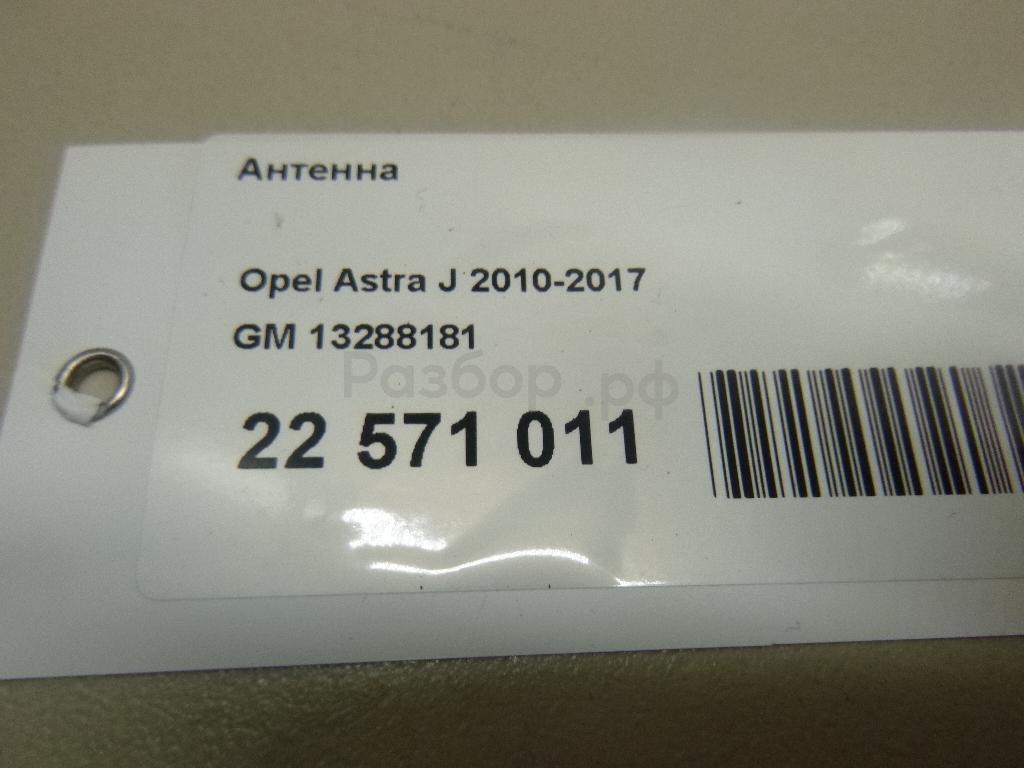 Антенна
Opel Astra J 2010-2017
GM 13288181
Разбор.рф
22 571 011